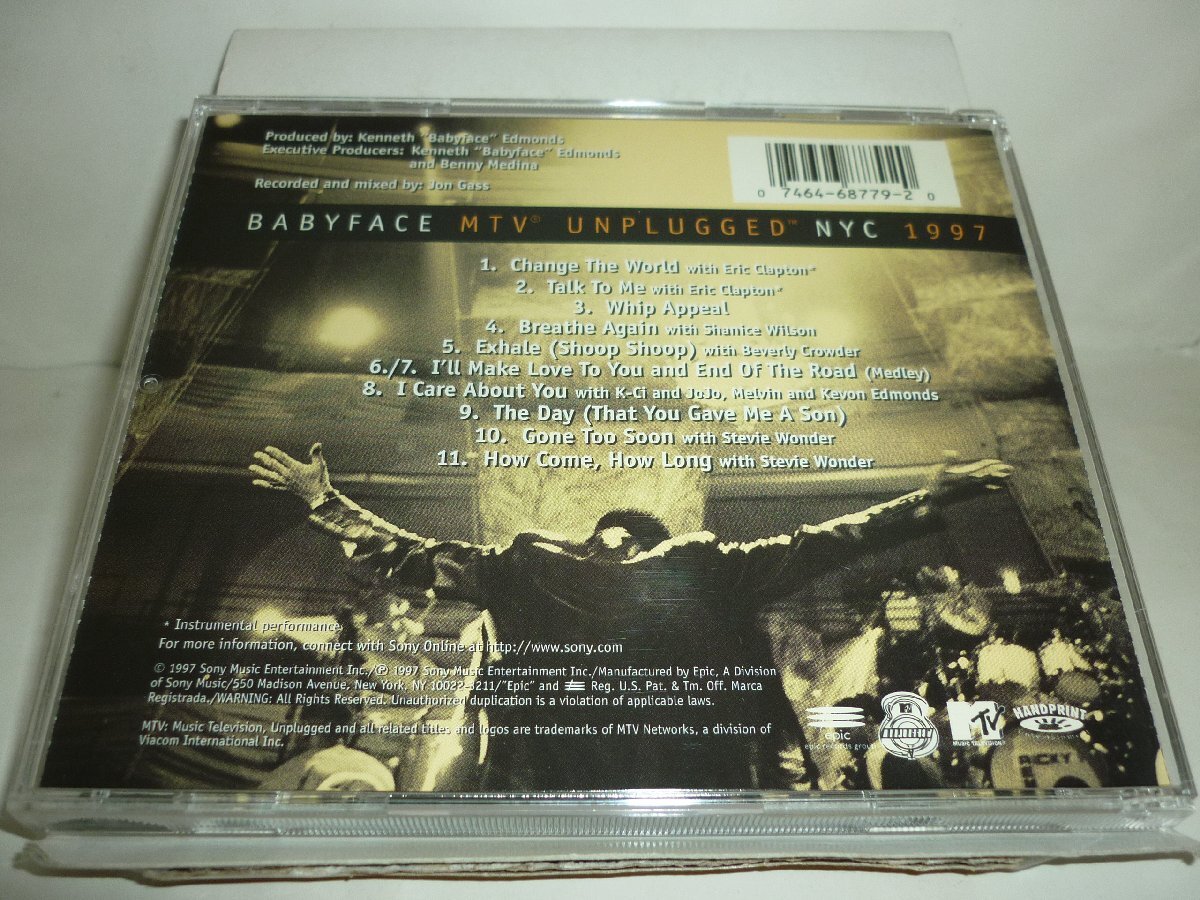 Produced by: Kenneth "Babyface" Edmonds
Executive Producers: Kenneth "Babyface" Edmonds
and Benny Medina
Recorded and mixed by: Jon Gass
0 7464-68779-2 0
BABYFACE MTV® UNPLUGGED™ NYC 1997
1. Change The World with Eric Clapton*
2. Talk To Me with Eric Clapton*
3. Whip Appeal
4. Breathe Again with Shanice Wilson
5. Exhale (Shoop Shoop) with Beverly Crowder
6./7. I'll Make Love To You and End Of The Road (Medley)
8. I Care About You with K-Ci and JoJo, Melvin and Kevon Edmonds
9. The Day (That You Gave Me A Son)
10. Gone Too Soon with Stevie Wonder
11. How Come, How Long with Stevie Wonder
* Instrumental performance
For more information, connect with Sony Online at http://www.sony.com
© 1997 Sony Music Entertainment Inc./℗ 1997 Sony Music Entertainment Inc./Manufactured by Epic, A Division
of Sony Music/550 Madison Avenue, New York, NY 10022-3211/"Epic" and Reg. U.S. Pat. & Tm. Off. Marca
Registrada./WARNING: All Rights Reserved. Unauthorized duplication is a violation of applicable laws.
MTV: Music Television, Unplugged and all related titles and logos are trademarks of MTV Networks, a division of
Viacom International Inc.
epic
epic records group
MTV
MUSIC TELEVISION®
HARDPRINT
RICKY